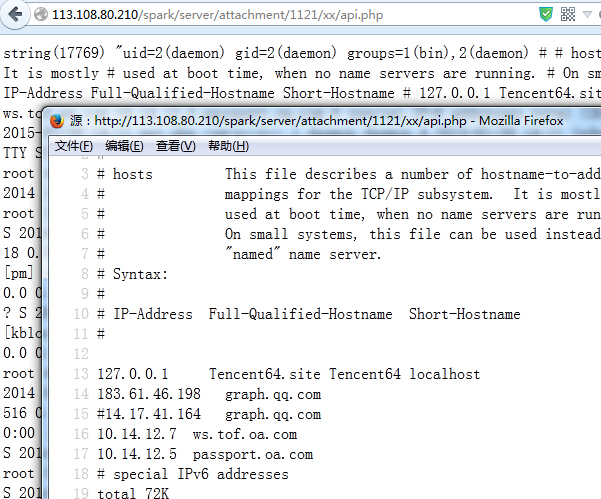 113.108.80.210/spark/server/attachment/1121/xx/api.php
string(17769) "uid=2(daemon) gid=2(daemon) groups=1(bin),2(daemon) # # host
It is mostly # used at boot time, when no name servers are running. # On sm
IP-Address Full-Qualified-Hostname Short-Hostname # 127.0.0.1 Tencent64.site
ws.to
2015-
TTY S
root
2014
root
S 201
18 0.
[pm]
0.0 0
? S 2
[kblo
0.0 0
root
2014
516 0
0:00
S 201
root
S 201
源：http://113.108.80.210/spark/server/attachment/1121/xx/api.php - Mozilla Firefox
文件(F) 编辑(E) 查看(V) 帮助(H)
2 #
3 # hosts This file describes a number of hostname-to-add
4 # mappings for the TCP/IP subsystem. It is mostl
5 # used at boot time, when no name servers are run
6 # On small systems, this file can be used instead
7 # "named" name server.
8 # Syntax:
9 #
10 # IP-Address Full-Qualified-Hostname Short-Hostname
11 #
12
13 127.0.0.1 Tencent64.site Tencent64 localhost
14 183.61.46.198 graph.qq.com
15 #14.17.41.164 graph.qq.com
16 10.14.12.7 ws.tof.oa.com
17 10.14.12.5 passport.oa.com
18 # special IPv6 addresses
19 total 72K